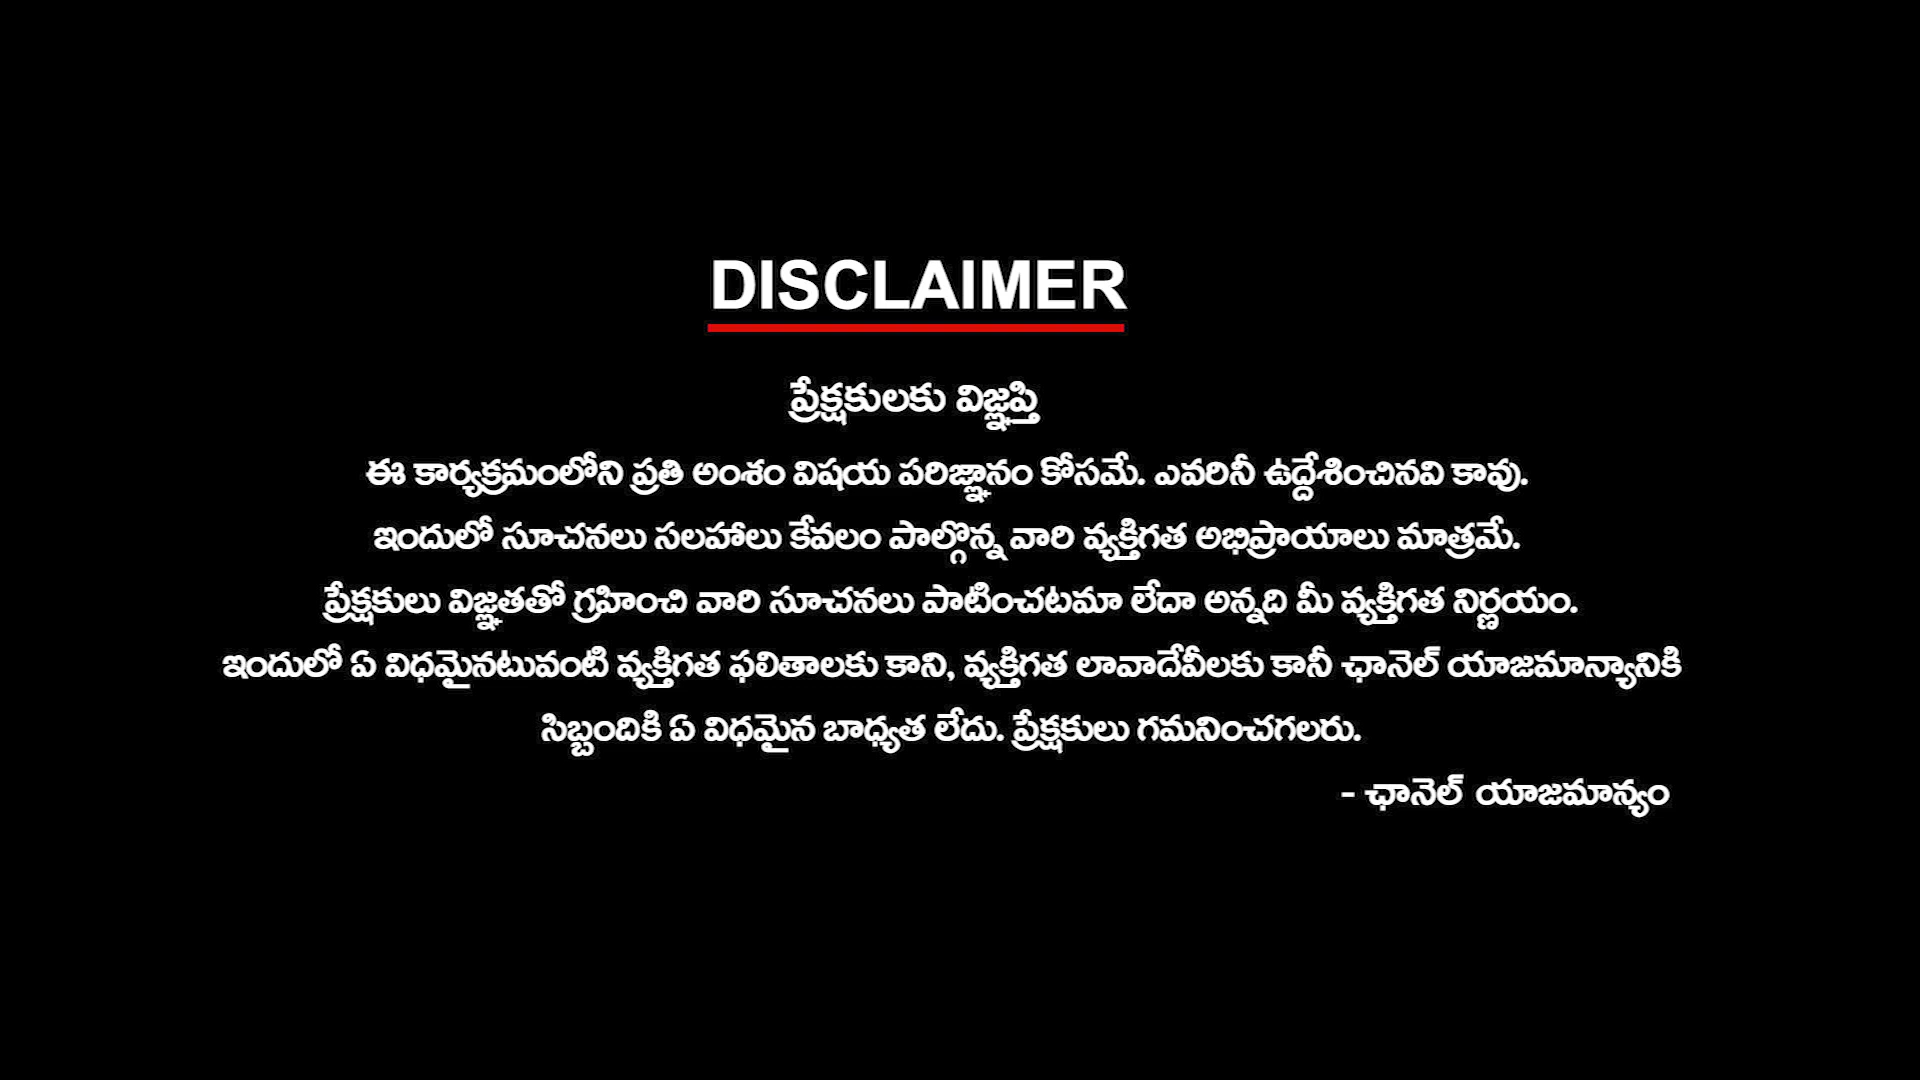 DISCLAIMER
ప్రేక్షకులకు విజ్ఞప్తి
ఈ కార్యక్రమంలోని ప్రతి అంశం విషయ పరిజ్ఞానం కోసమే. ఎవరినీ ఉద్దేశించినవి కావు.
ఇందులో సూచనలు సలహాలు కేవలం పాల్గొన్న వారి వ్యక్తిగత అభిప్రాయాలు మాత్రమే.
ప్రేక్షకులు విజ్ఞతతో గ్రహించి వారి సూచనలు పాటించటమా లేదా అన్నది మీ వ్యక్తిగత నిర్ణయం.
ఇందులో ఏ విధమైనటువంటి వ్యక్తిగత ఫలితాలకు కాని, వ్యక్తిగత లావాదేవీలకు కానీ ఛానెల్ యాజమాన్యానికి
సిబ్బందికి ఏ విధమైన బాధ్యత లేదు. ప్రేక్షకులు గమనించగలరు.
- ఛానెల్ యాజమాన్యం